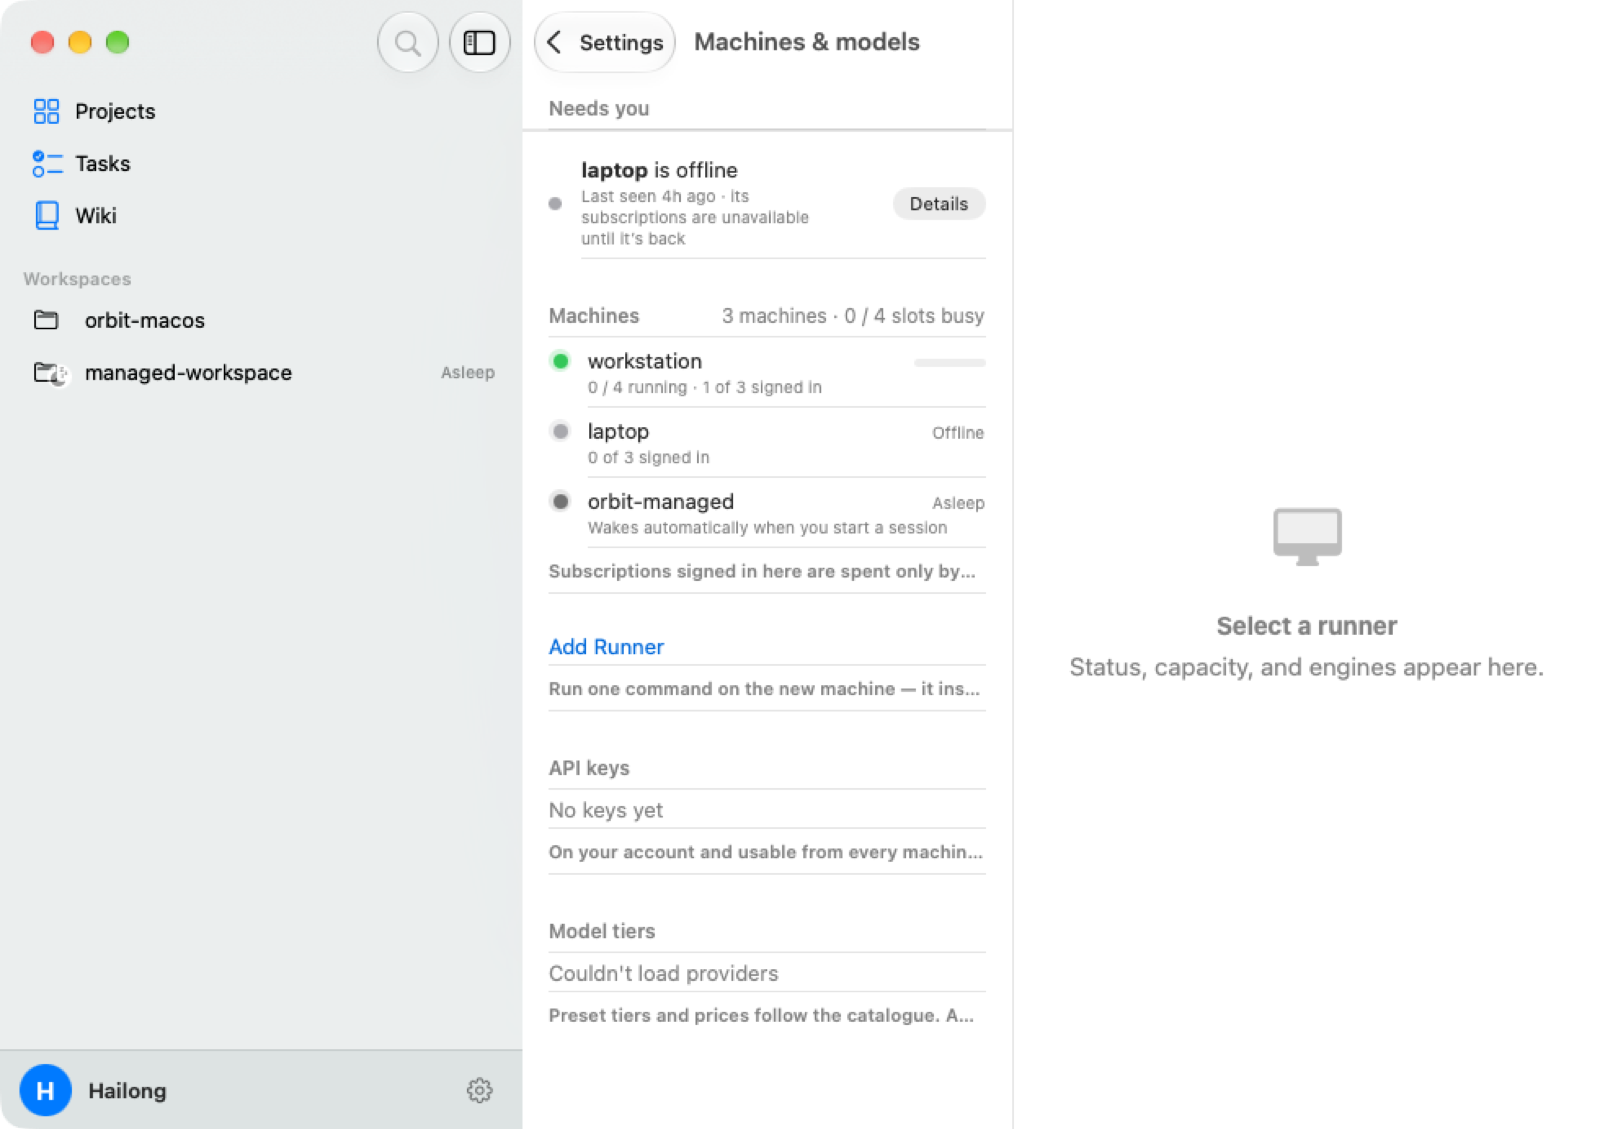 Settings
Machines & models
Projects
Tasks
Wiki
Workspaces
orbit-macos
managed-workspace
Asleep
H
Hailong
Needs you
laptop is offline
Last seen 4h ago · its
subscriptions are unavailable
until it's back
Details
Machines
3 machines · 0 / 4 slots busy
workstation
0 / 4 running · 1 of 3 signed in
laptop
Offline
0 of 3 signed in
orbit-managed
Asleep
Wakes automatically when you start a session
Subscriptions signed in here are spent only by...
Add Runner
Run one command on the new machine — it ins...
API keys
No keys yet
On your account and usable from every machin...
Model tiers
Couldn't load providers
Preset tiers and prices follow the catalogue. A...
Select a runner
Status, capacity, and engines appear here.